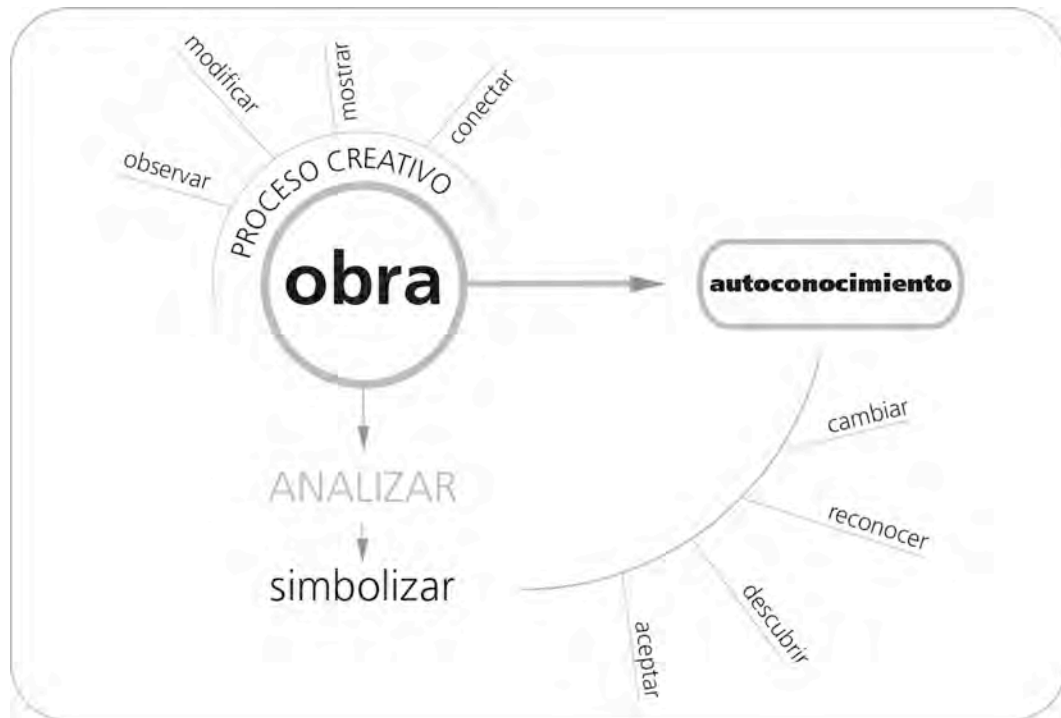 observar
modificar
mostrar
conectar
PROCESO CREATIVO
obra
autoconocimiento
ANALIZAR
simbolizar
cambiar
reconocer
descubrir
aceptar